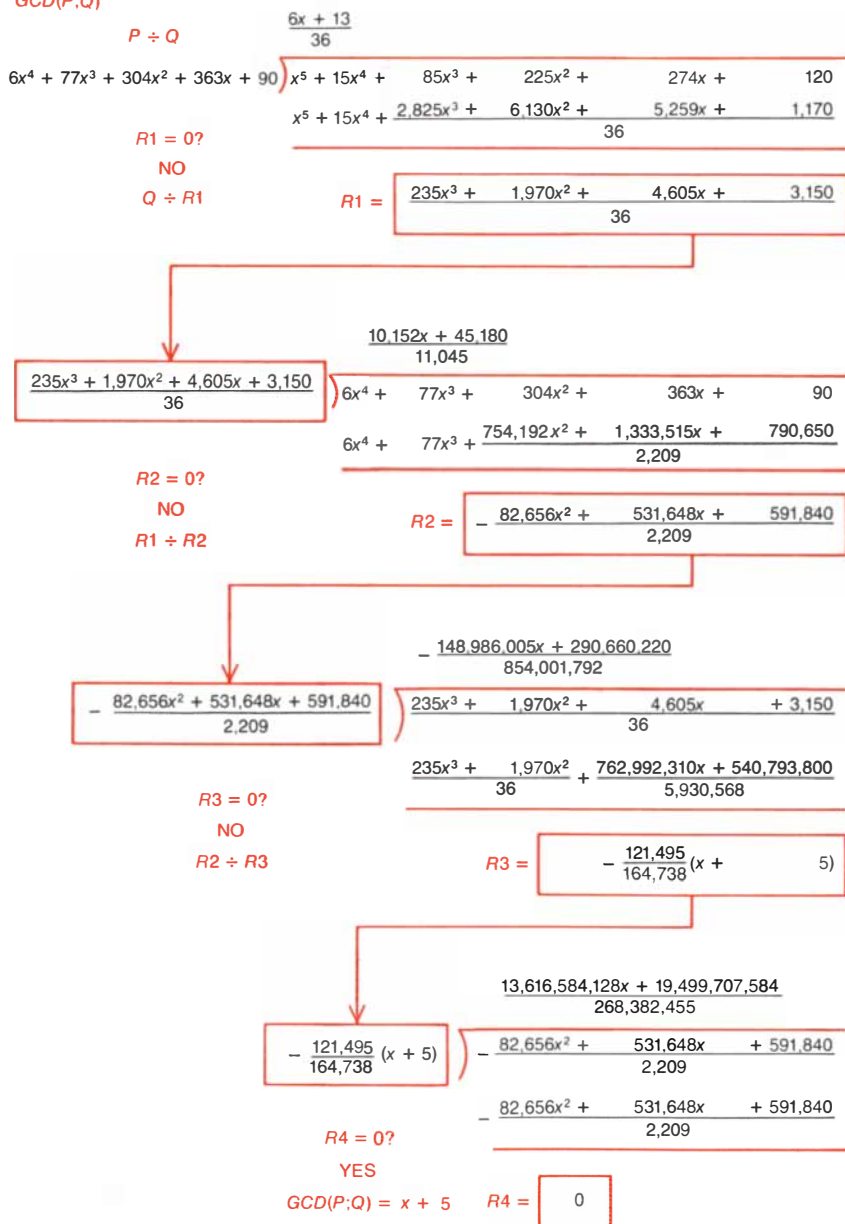 GCD(P;Q)
P ÷ Q
6x + 13
36
6x⁴ + 77x³ + 304x² + 363x + 90 ) x⁵ + 15x⁴ + 85x³ + 225x² + 274x + 120
x⁵ + 15x⁴ + 2,825x³ + 6,130x² + 5,259x + 1,170
36
R1 = 0?
NO
Q ÷ R1
R1 = 235x³ + 1,970x² + 4,605x + 3,150
36
10,152x + 45,180
11,045
235x³ + 1,970x² + 4,605x + 3,150
36
) 6x⁴ + 77x³ + 304x² + 363x + 90
6x⁴ + 77x³ + 754,192x² + 1,333,515x + 790,650
2,209
R2 = 0?
NO
R1 ÷ R2
R2 = − 82,656x² + 531,648x + 591,840
2,209
− 148,986,005x + 290,660,220
854,001,792
− 82,656x² + 531,648x + 591,840
2,209
) 235x³ + 1,970x² + 4,605x + 3,150
36
235x³ + 1,970x² + 762,992,310x + 540,793,800
36 5,930,568
R3 = 0?
NO
R2 ÷ R3
R3 = − 121,495 (x + 5)
164,738
13,616,584,128x + 19,499,707,584
268,382,455
− 121,495 (x + 5)
164,738
) − 82,656x² + 531,648x + 591,840
2,209
− 82,656x² + 531,648x + 591,840
2,209
R4 = 0?
YES
GCD(P;Q) = x + 5 R4 = 0